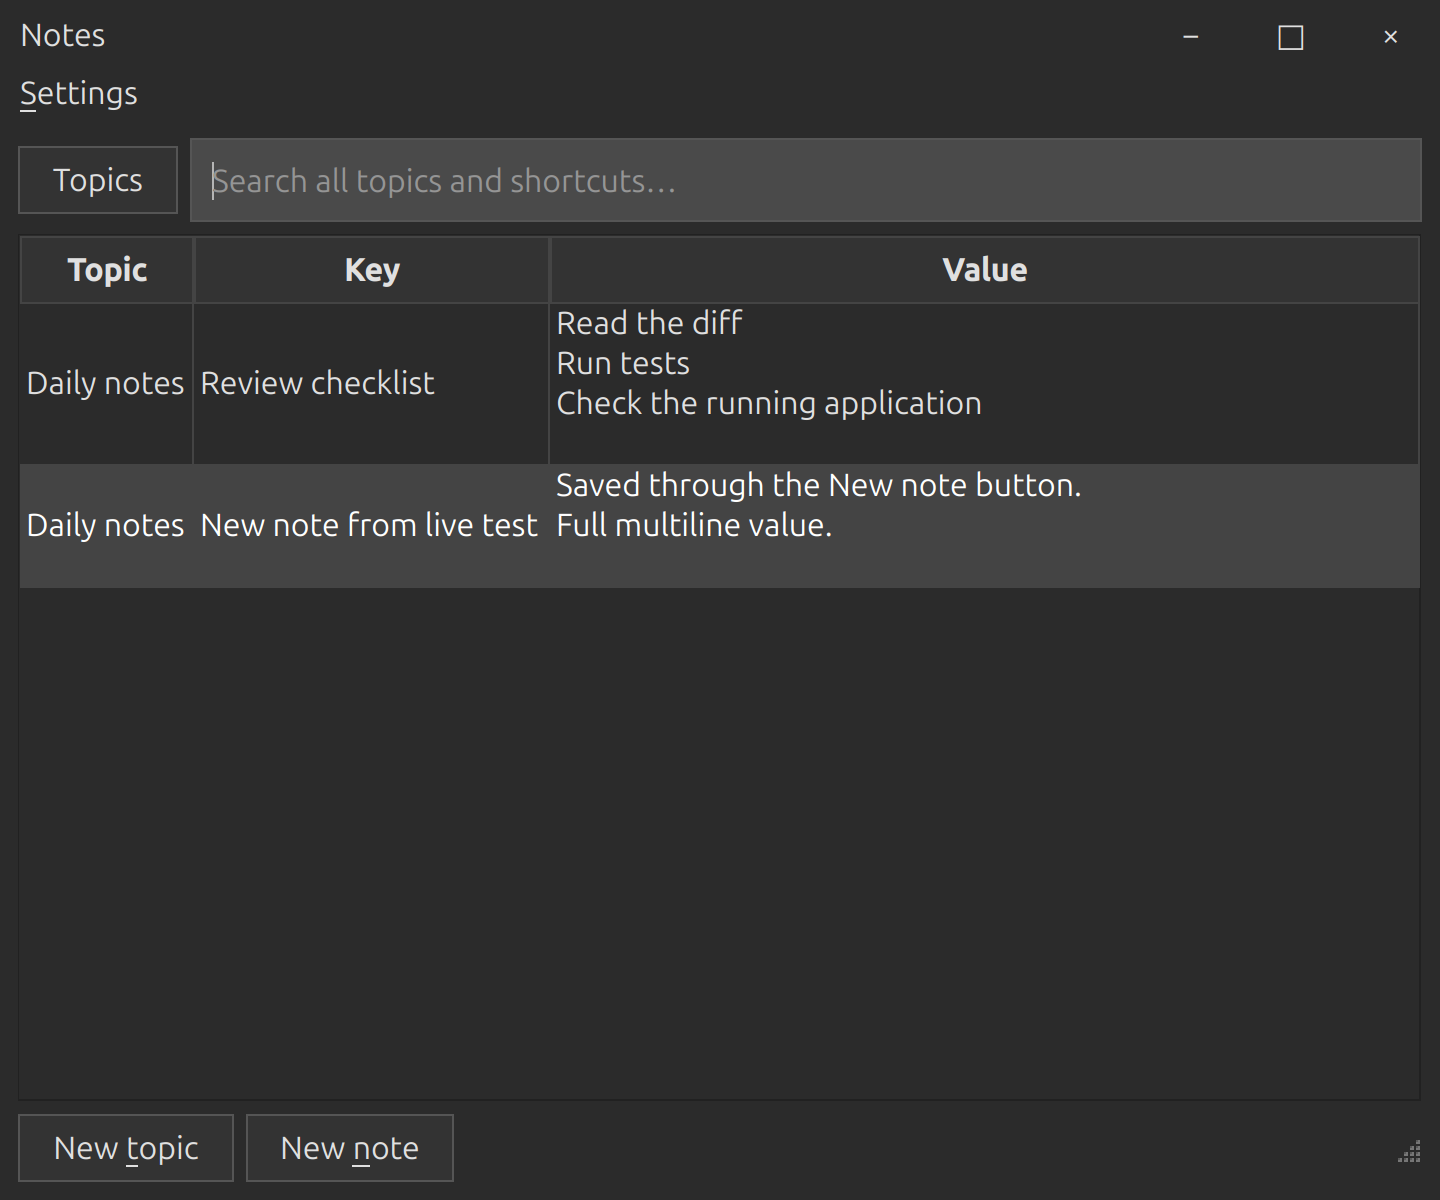 Notes
Settings
Topics
Search all topics and shortcuts…
Topic Key Value
Daily notes Review checklist Read the diff
Run tests
Check the running application
Daily notes New note from live test Saved through the New note button.
Full multiline value.
New topic New note